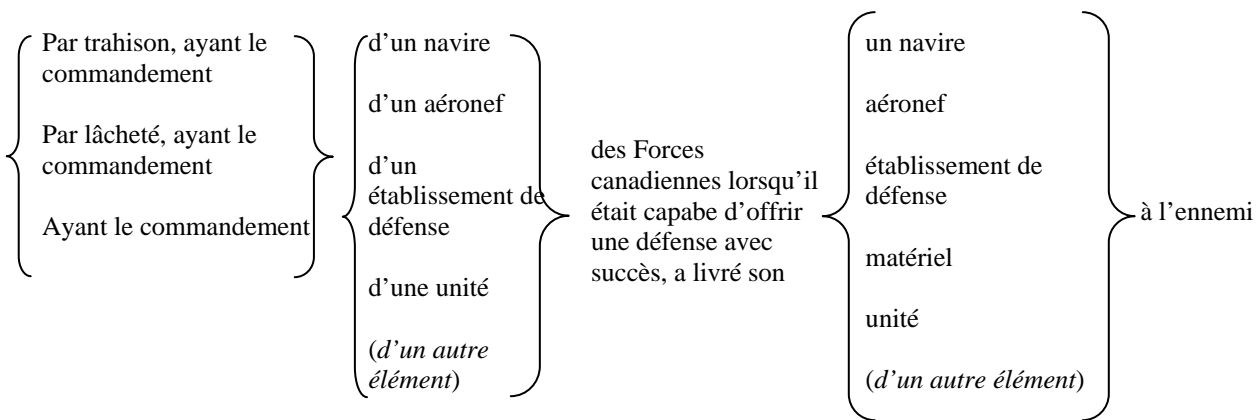 Par trahison, ayant le
commandement
Par lâcheté, ayant le
commandement
Ayant le commandement
d’un navire
d’un aéronef
d’un
établissement de
défense
d’une unité
(d’un autre
élément)
des Forces
canadiennes lorsqu’il
était capabe d’offrir
une défense avec
succès, a livré son
un navire
aéronef
établissement de
défense
matériel
unité
(d’un autre élément)
à l’ennemi